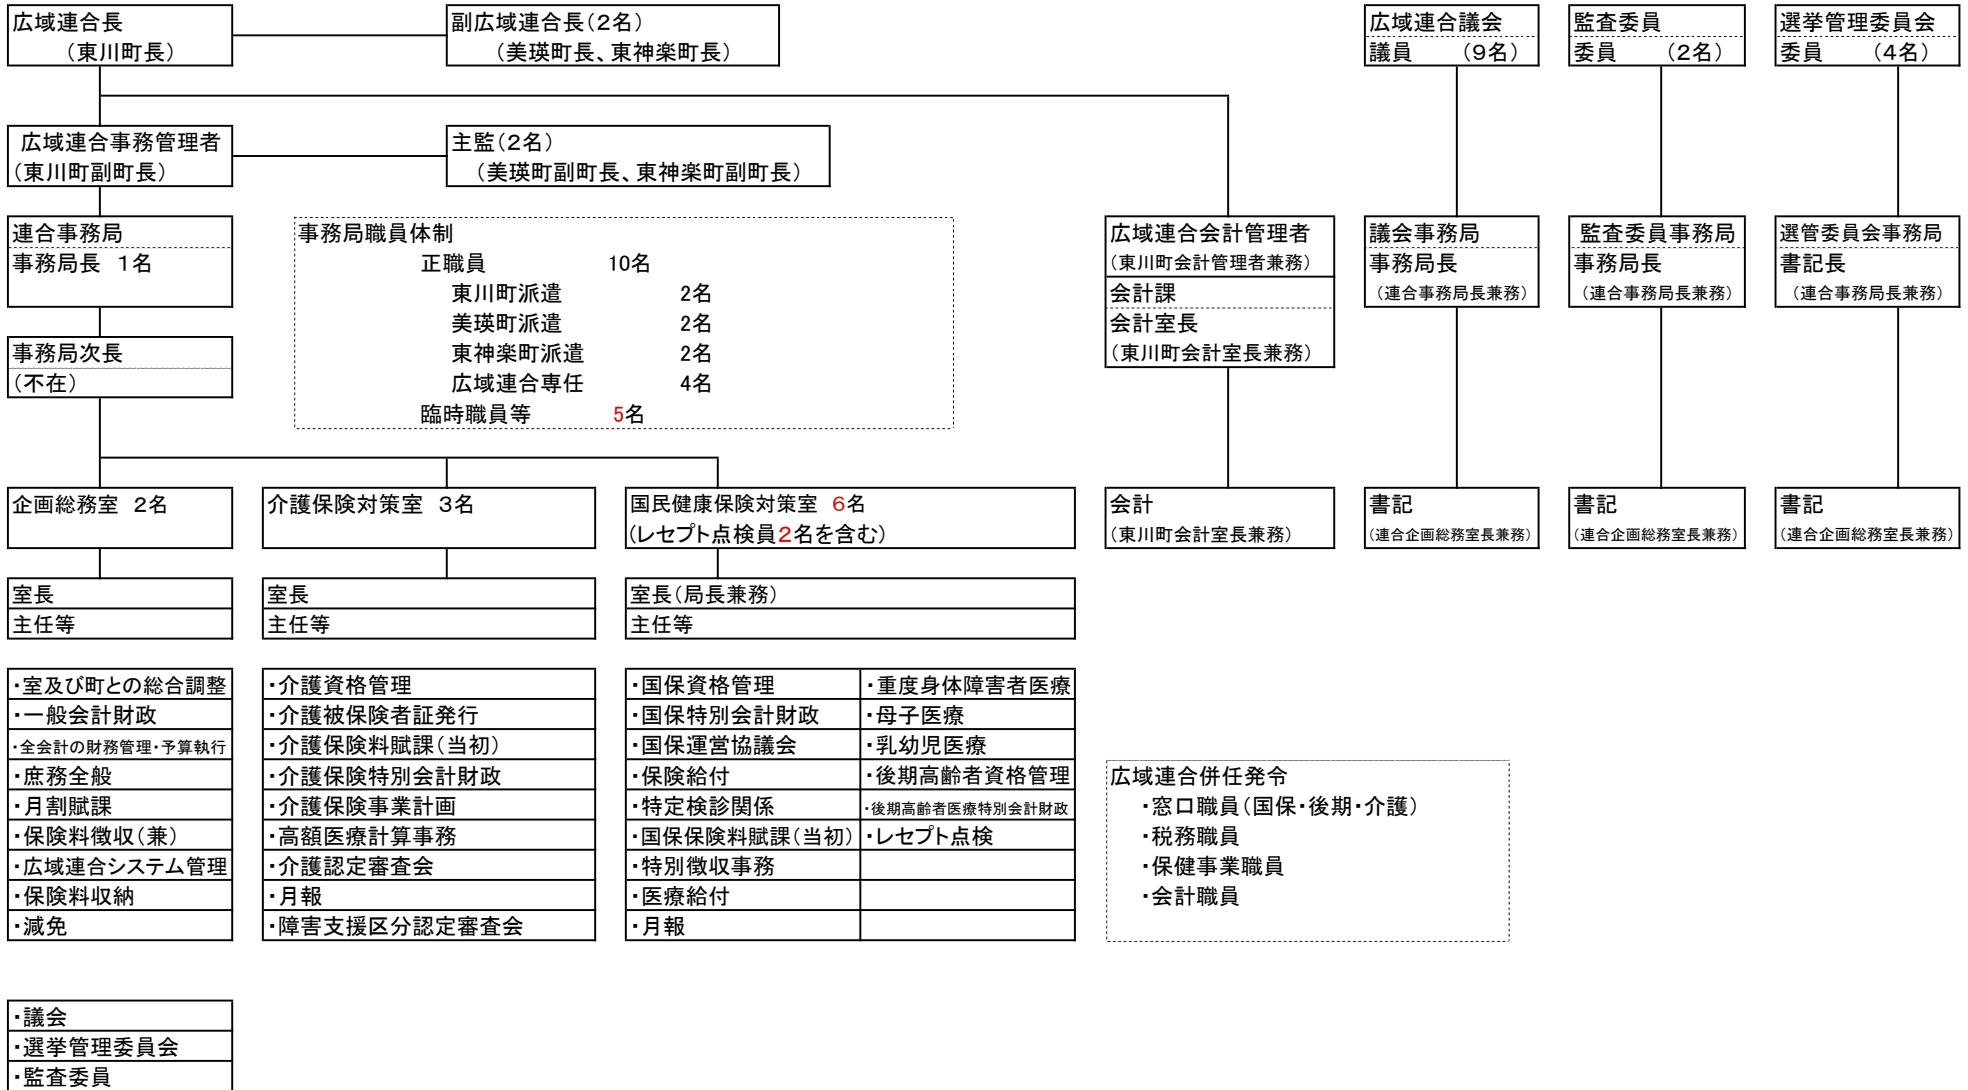 広域連合長
（東川町長）
副広域連合長（２名）
（美瑛町長、東神楽町長）
広域連合議会
議員　　（９名）
監査委員
委員　　（２名）
選挙管理委員会
委員　　（４名）
広域連合事務管理者
（東川町副町長）
主監（２名）
（美瑛町副町長、東神楽町副町長）
連合事務局
事務局長　１名
事務局次長
（不在）
事務局職員体制
正職員　10名
東川町派遣　2名
美瑛町派遣　2名
東神楽町派遣　2名
広域連合専任　4名
臨時職員等　5名
広域連合会計管理者
（東川町会計管理者兼務）
会計課
会計室長
（東川町会計室長兼務）
議会事務局
事務局長
（連合事務局長兼務）
監査委員事務局
事務局長
（連合事務局長兼務）
選管委員会事務局
書記長
（連合事務局長兼務）
企画総務室　２名
介護保険対策室　３名
国民健康保険対策室　６名
（レセプト点検員２名を含む）
会計
（東川町会計室長兼務）
書記
（連合企画総務室長兼務）
書記
（連合企画総務室長兼務）
書記
（連合企画総務室長兼務）
室長
主任等
室長
主任等
室長（局長兼務）
主任等
・室及び町との総合調整
・一般会計財政
・全会計の財務管理・予算執行
・庶務全般
・月割賦課
・保険料徴収（兼）
・広域連合システム管理
・保険料収納
・減免
・介護資格管理
・介護被保険者証発行
・介護保険料賦課（当初）
・介護保険特別会計財政
・介護保険事業計画
・高額医療計算事務
・介護認定審査会
・月報
・障害支援区分認定審査会
・国保資格管理
・国保特別会計財政
・国保運営協議会
・保険給付
・特定検診関係
・国保保険料賦課（当初）
・特別徴収事務
・医療給付
・月報
・重度身体障害者医療
・母子医療
・乳幼児医療
・後期高齢者資格管理
・後期高齢者医療特別会計財政
・レセプト点検
広域連合併任発令
・窓口職員（国保・後期・介護）
・税務職員
・保健事業職員
・会計職員
・議会
・選挙管理委員会
・監査委員